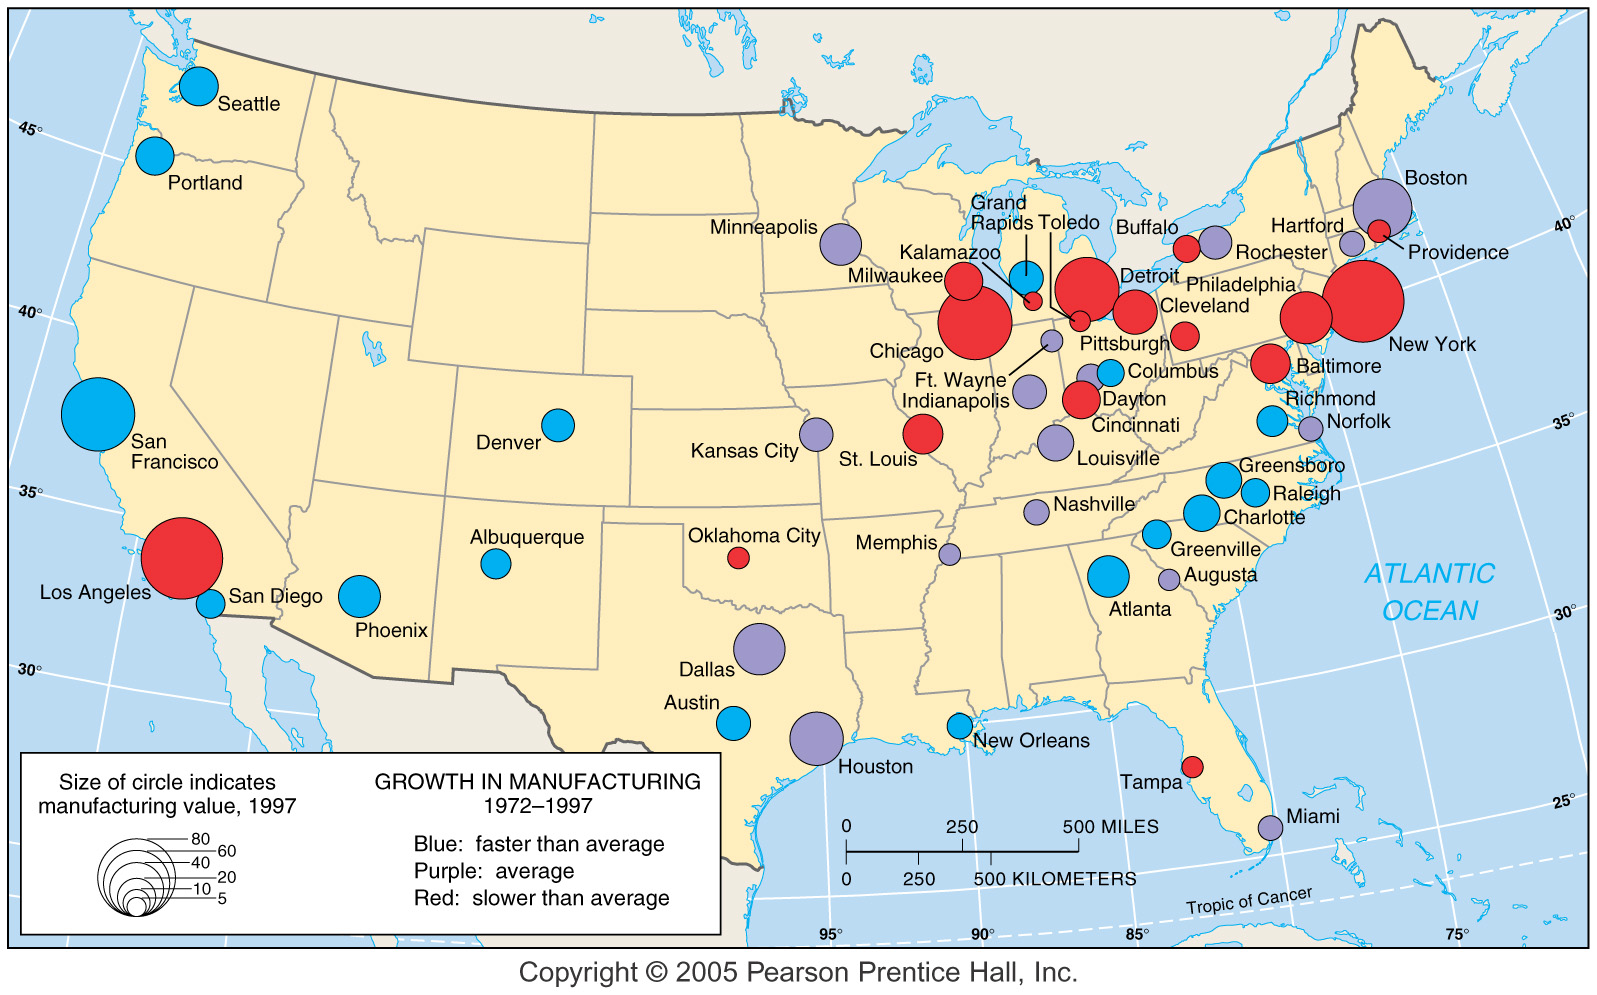 Seattle
45°
Portland
Boston
Grand
Rapids Toledo
Buffalo
Hartford
40°
Minneapolis
Kalamazoo
Rochester
Providence
Milwaukee
Detroit
Philadelphia
Cleveland
40°
Chicago
Pittsburgh
New York
Ft. Wayne
Columbus
Baltimore
Indianapolis
Dayton
Richmond
San
Francisco
Denver
Kansas City
St. Louis
Cincinnati
Norfolk
35°
Louisville
Greensboro
35°
Raleigh
Nashville
Charlotte
Albuquerque
Oklahoma City
Memphis
Greenville
Augusta
ATLANTIC
OCEAN
Los Angeles
San Diego
Atlanta
30°
Phoenix
30°
Dallas
Austin
New Orleans
Houston
Tampa
25°
Miami
Size of circle indicates
manufacturing value, 1997
80
60
40
20
10
5
GROWTH IN MANUFACTURING
1972–1997
Blue: faster than average
Purple: average
Red: slower than average
0 250 500 MILES
0 250 500 KILOMETERS
Tropic of Cancer
95° 90° 85° 75°
Copyright © 2005 Pearson Prentice Hall, Inc.